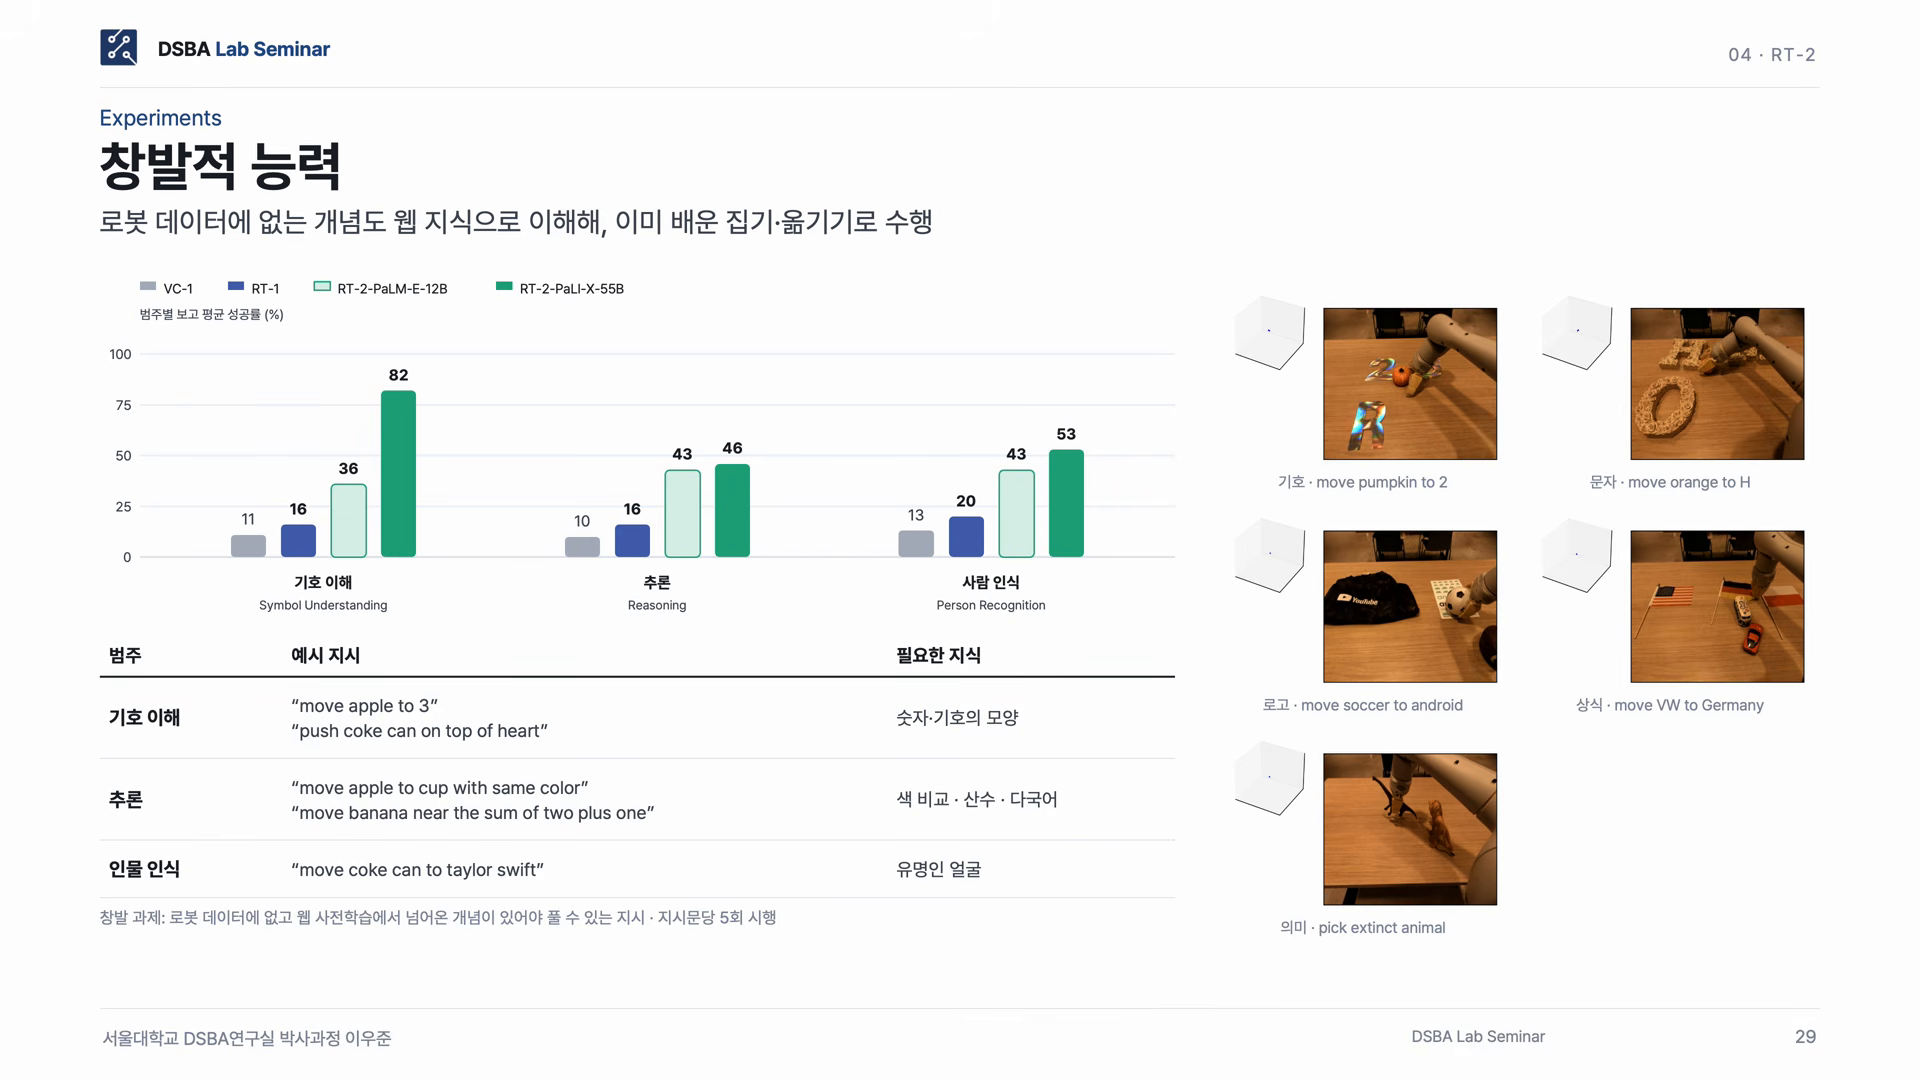 DSBA Lab Seminar
04 · RT-2
Experiments
창발적 능력
로봇 데이터에 없는 개념도 웹 지식으로 이해해, 이미 배운 집기·옮기기로 수행
VC-1
RT-1
RT-2-PaLM-E-12B
RT-2-PaLI-X-55B
범주별 보고 평균 성공률 (%)
100
75
50
25
0
11
16
36
82
10
16
43
46
13
20
43
53
기호 이해
Symbol Understanding
추론
Reasoning
사람 인식
Person Recognition
범주 예시 지시 필요한 지식
기호 이해
“move apple to 3”
“push coke can on top of heart”
숫자·기호의 모양
추론
“move apple to cup with same color”
“move banana near the sum of two plus one”
색 비교 · 산수 · 다국어
인물 인식
“move coke can to taylor swift”
유명인 얼굴
창발 과제: 로봇 데이터에 없고 웹 사전학습에서 넘어온 개념이 있어야 풀 수 있는 지시 · 지시문당 5회 시행
2
R
기호 · move pumpkin to 2
H
O
문자 · move orange to H
YouTube
로고 · move soccer to android
상식 · move VW to Germany
의미 · pick extinct animal
서울대학교 DSBA연구실 박사과정 이우준
DSBA Lab Seminar
29